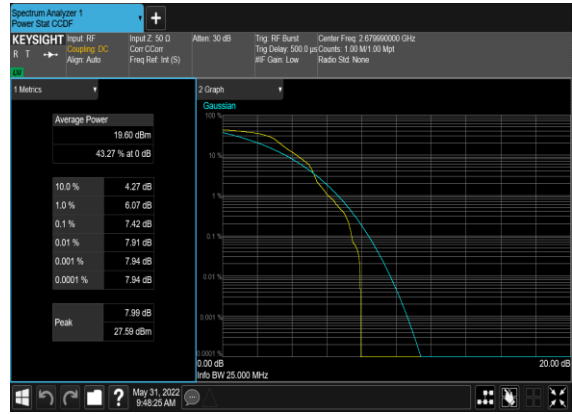 Spectrum Analyzer 1
Power Stat CCDF
KEYSIGHT
R T
Input: RF
Coupling: DC
Align: Auto
Input Z: 50 Ω
Corr CCorr
Freq Ref: Int (S)
Atten: 30 dB
Trig: RF Burst
Trig Delay: 500.0 µs
#IF Gain: Low
Center Freq: 2.679990000 GHz
Counts: 1.00 M/1.00 Mpt
Radio Std: None
1 Metrics
Average Power
19.60 dBm
43.27 % at 0 dB
10.0 % 4.27 dB
1.0 % 6.07 dB
0.1 % 7.42 dB
0.01 % 7.91 dB
0.001 % 7.94 dB
0.0001 % 7.94 dB
Peak
7.99 dB
27.59 dBm
2 Graph
Gaussian
100 %
10 %
1 %
0.1 %
0.01 %
0.001 %
0.0001 %
0.00 dB 20.00 dB
Info BW 25.000 MHz
May 31, 2022
9:48:25 AM